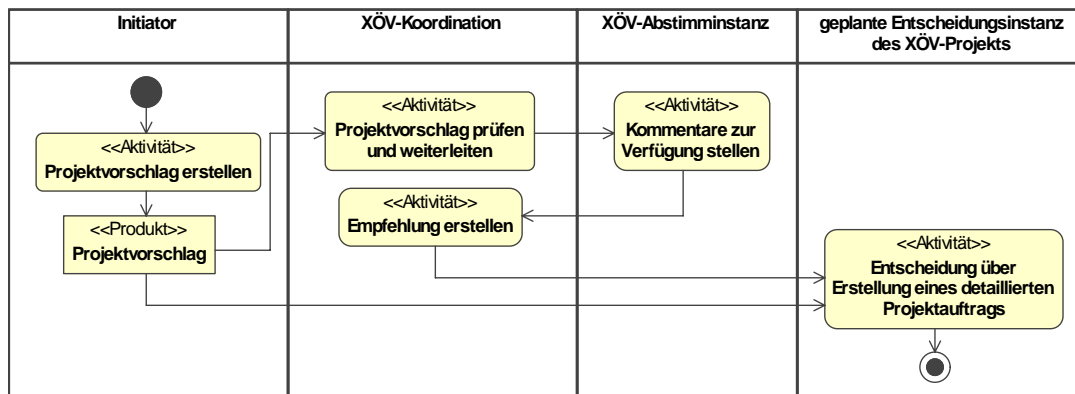 Initiator
XÖV-Koordination
XÖV-Abstimminstanz
geplante Entscheidungsinstanz
des XÖV-Projekts
<<Aktivität>>
Projektvorschlag erstellen
<<Produkt>>
Projektvorschlag
<<Aktivität>>
Projektvorschlag prüfen
und weiterleiten
<<Aktivität>>
Kommentare zur
Verfügung stellen
<<Aktivität>>
Empfehlung erstellen
<<Aktivität>>
Entscheidung über
Erstellung eines detaillierten
Projektauftrags